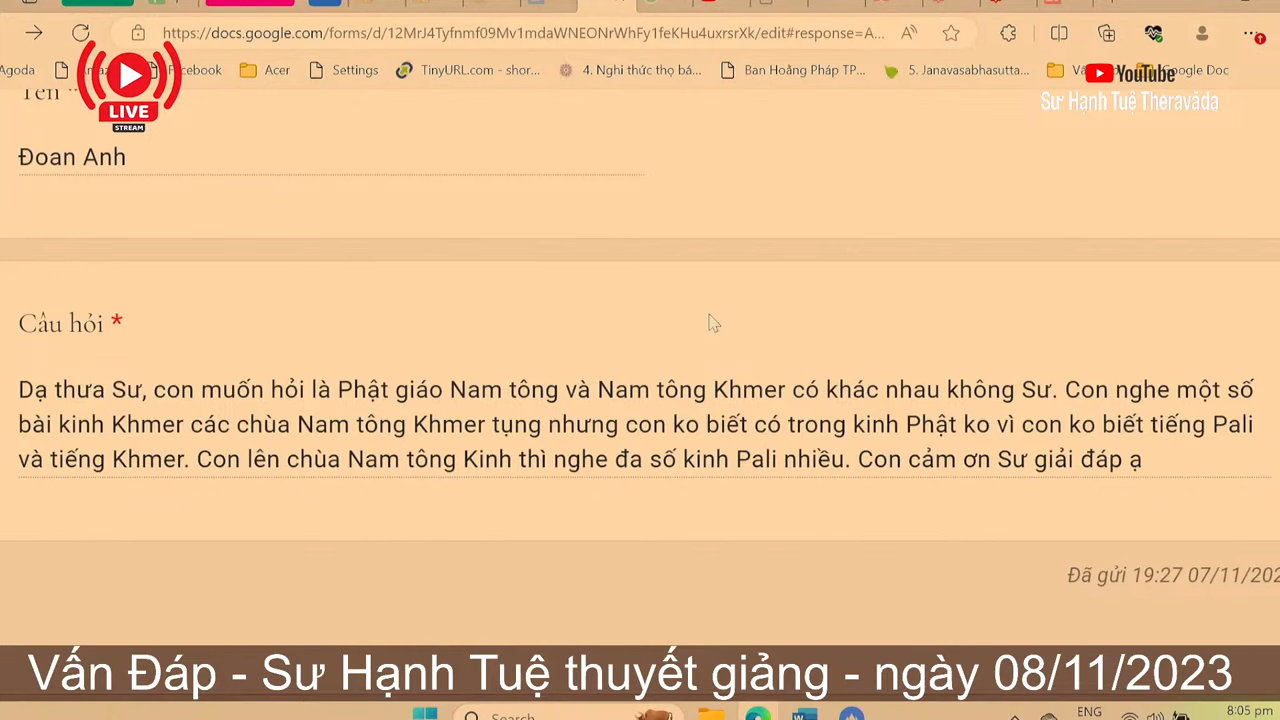 https://docs.google.com/forms/d/12MrJ4Tyfnmf09Mv1mdaWNEONrWhFy1feKHu4uxrsrXk/edit#response=A...
Agoda
Facebook
Acer
Settings
TinyURL.com - shor...
4. Nghi thức thọ bá...
Ban Hoằng Pháp TP...
5. Janavasabhasutta...
Google Doc
YouTube
Sư Hạnh Tuệ Theravāda
LIVE
STREAM
Tên *
Đoan Anh
Câu hỏi *
Dạ thưa Sư, con muốn hỏi là Phật giáo Nam tông và Nam tông Khmer có khác nhau không Sư. Con nghe một số
bài kinh Khmer các chùa Nam tông Khmer tụng nhưng con ko biết có trong kinh Phật ko vì con ko biết tiếng Pali
và tiếng Khmer. Con lên chùa Nam tông Kinh thì nghe đa số kinh Pali nhiều. Con cảm ơn Sư giải đáp ạ
Đã gửi 19:27 07/11/202
Vấn Đáp - Sư Hạnh Tuệ thuyết giảng - ngày 08/11/2023
Search
ENG
8:05 pm